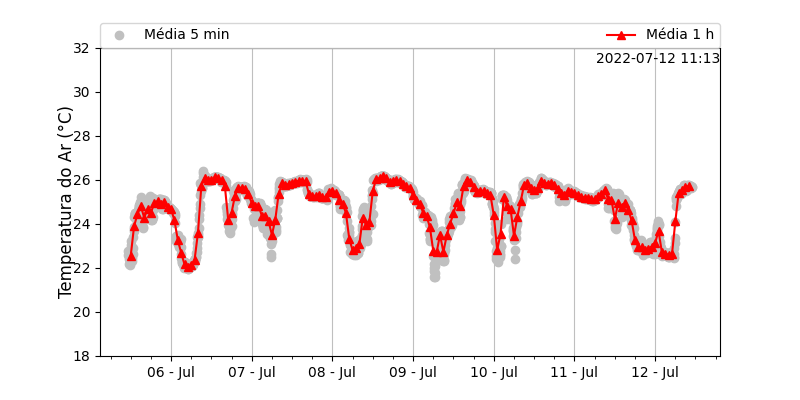 Média 5 min
Média 1 h
2022-07-12 11:13
Temperatura do Ar (°C)
32
30
28
26
24
22
20
18
06 - Jul
07 - Jul
08 - Jul
09 - Jul
10 - Jul
11 - Jul
12 - Jul